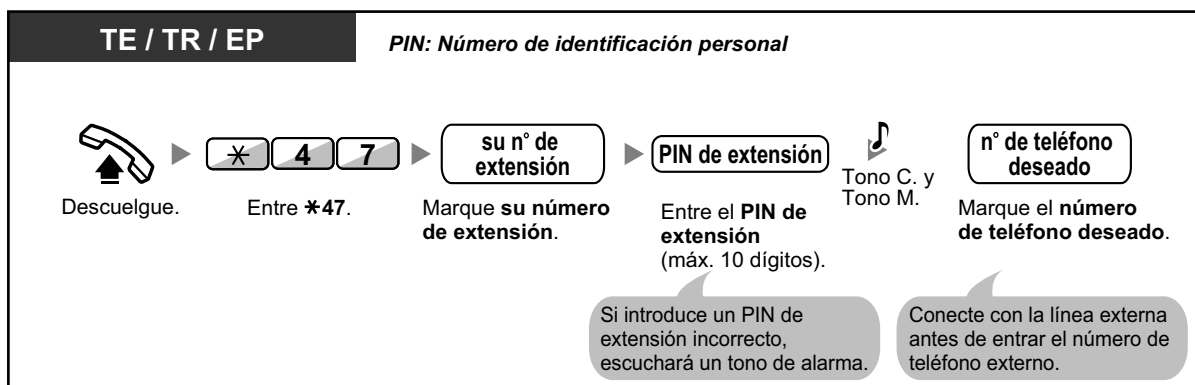 TE / TR / EP
PIN: Número de identificación personal
Descuelgue.
* 4 7
Entre *47.
su n° de
extensión
Marque su número
de extensión.
PIN de extensión
Entre el PIN de
extensión
(máx. 10 dígitos).
Si introduce un PIN de
extensión incorrecto,
escuchará un tono de alarma.
Tono C. y
Tono M.
n° de teléfono
deseado
Marque el número
de teléfono deseado.
Conecte con la línea externa
antes de entrar el número de
teléfono externo.